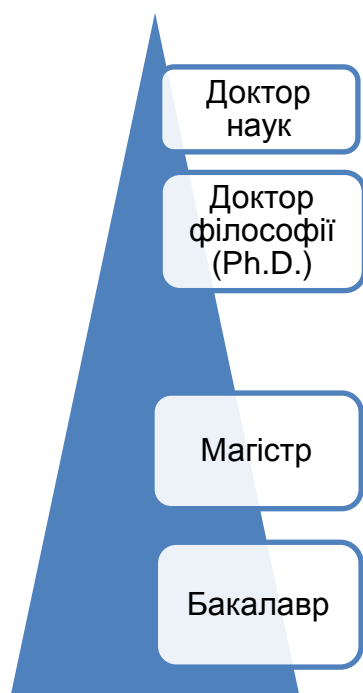 Доктор
наук
Доктор
філософії
(Ph.D.)
Магістр
Бакалавр